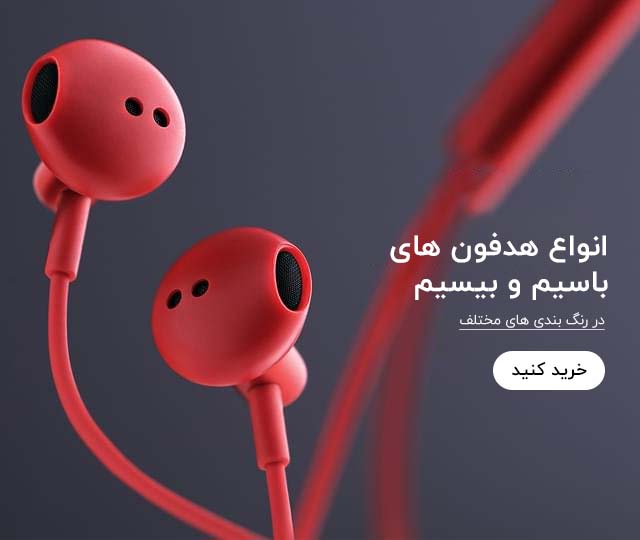 انواع هدفون های
باسیم و بیسیم
در رنگ بندی های مختلف
خرید کنید